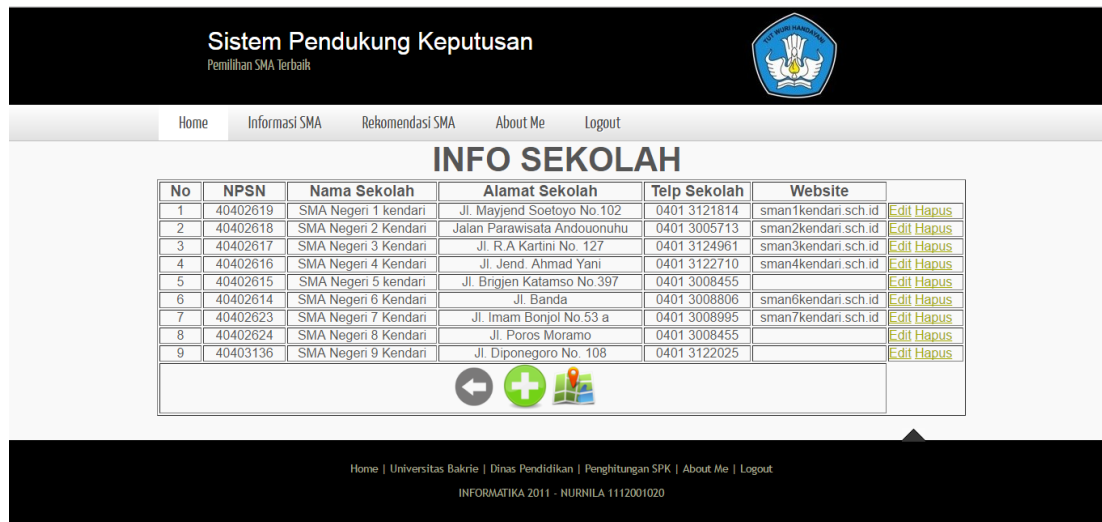 Sistem Pendukung Keputusan
Pemilihan SMA Terbaik
TUT WURI HANDAYANI
Home Informasi SMA Rekomendasi SMA About Me Logout
INFO SEKOLAH
No NPSN Nama Sekolah Alamat Sekolah Telp Sekolah Website
1 40402619 SMA Negeri 1 kendari Jl. Mayjend Soetoyo No.102 0401 3121814 sman1kendari.sch.id Edit Hapus
2 40402618 SMA Negeri 2 Kendari Jalan Parawisata Andouonuhu 0401 3005713 sman2kendari.sch.id Edit Hapus
3 40402617 SMA Negeri 3 Kendari Jl. R.A Kartini No. 127 0401 3124961 sman3kendari.sch.id Edit Hapus
4 40402616 SMA Negeri 4 Kendari Jl. Jend. Ahmad Yani 0401 3122710 sman4kendari.sch.id Edit Hapus
5 40402615 SMA Negeri 5 kendari Jl. Brigjen Katamso No.397 0401 3008455 Edit Hapus
6 40402614 SMA Negeri 6 Kendari Jl. Banda 0401 3008806 sman6kendari.sch.id Edit Hapus
7 40402623 SMA Negeri 7 Kendari Jl. Imam Bonjol No.53 a 0401 3008995 sman7kendari.sch.id Edit Hapus
8 40402624 SMA Negeri 8 Kendari Jl. Poros Moramo 0401 3008455 Edit Hapus
9 40403136 SMA Negeri 9 Kendari Jl. Diponegoro No. 108 0401 3122025 Edit Hapus
Home | Universitas Bakrie | Dinas Pendidikan | Penghitungan SPK | About Me | Logout
INFORMATIKA 2011 - NURNILA 1112001020